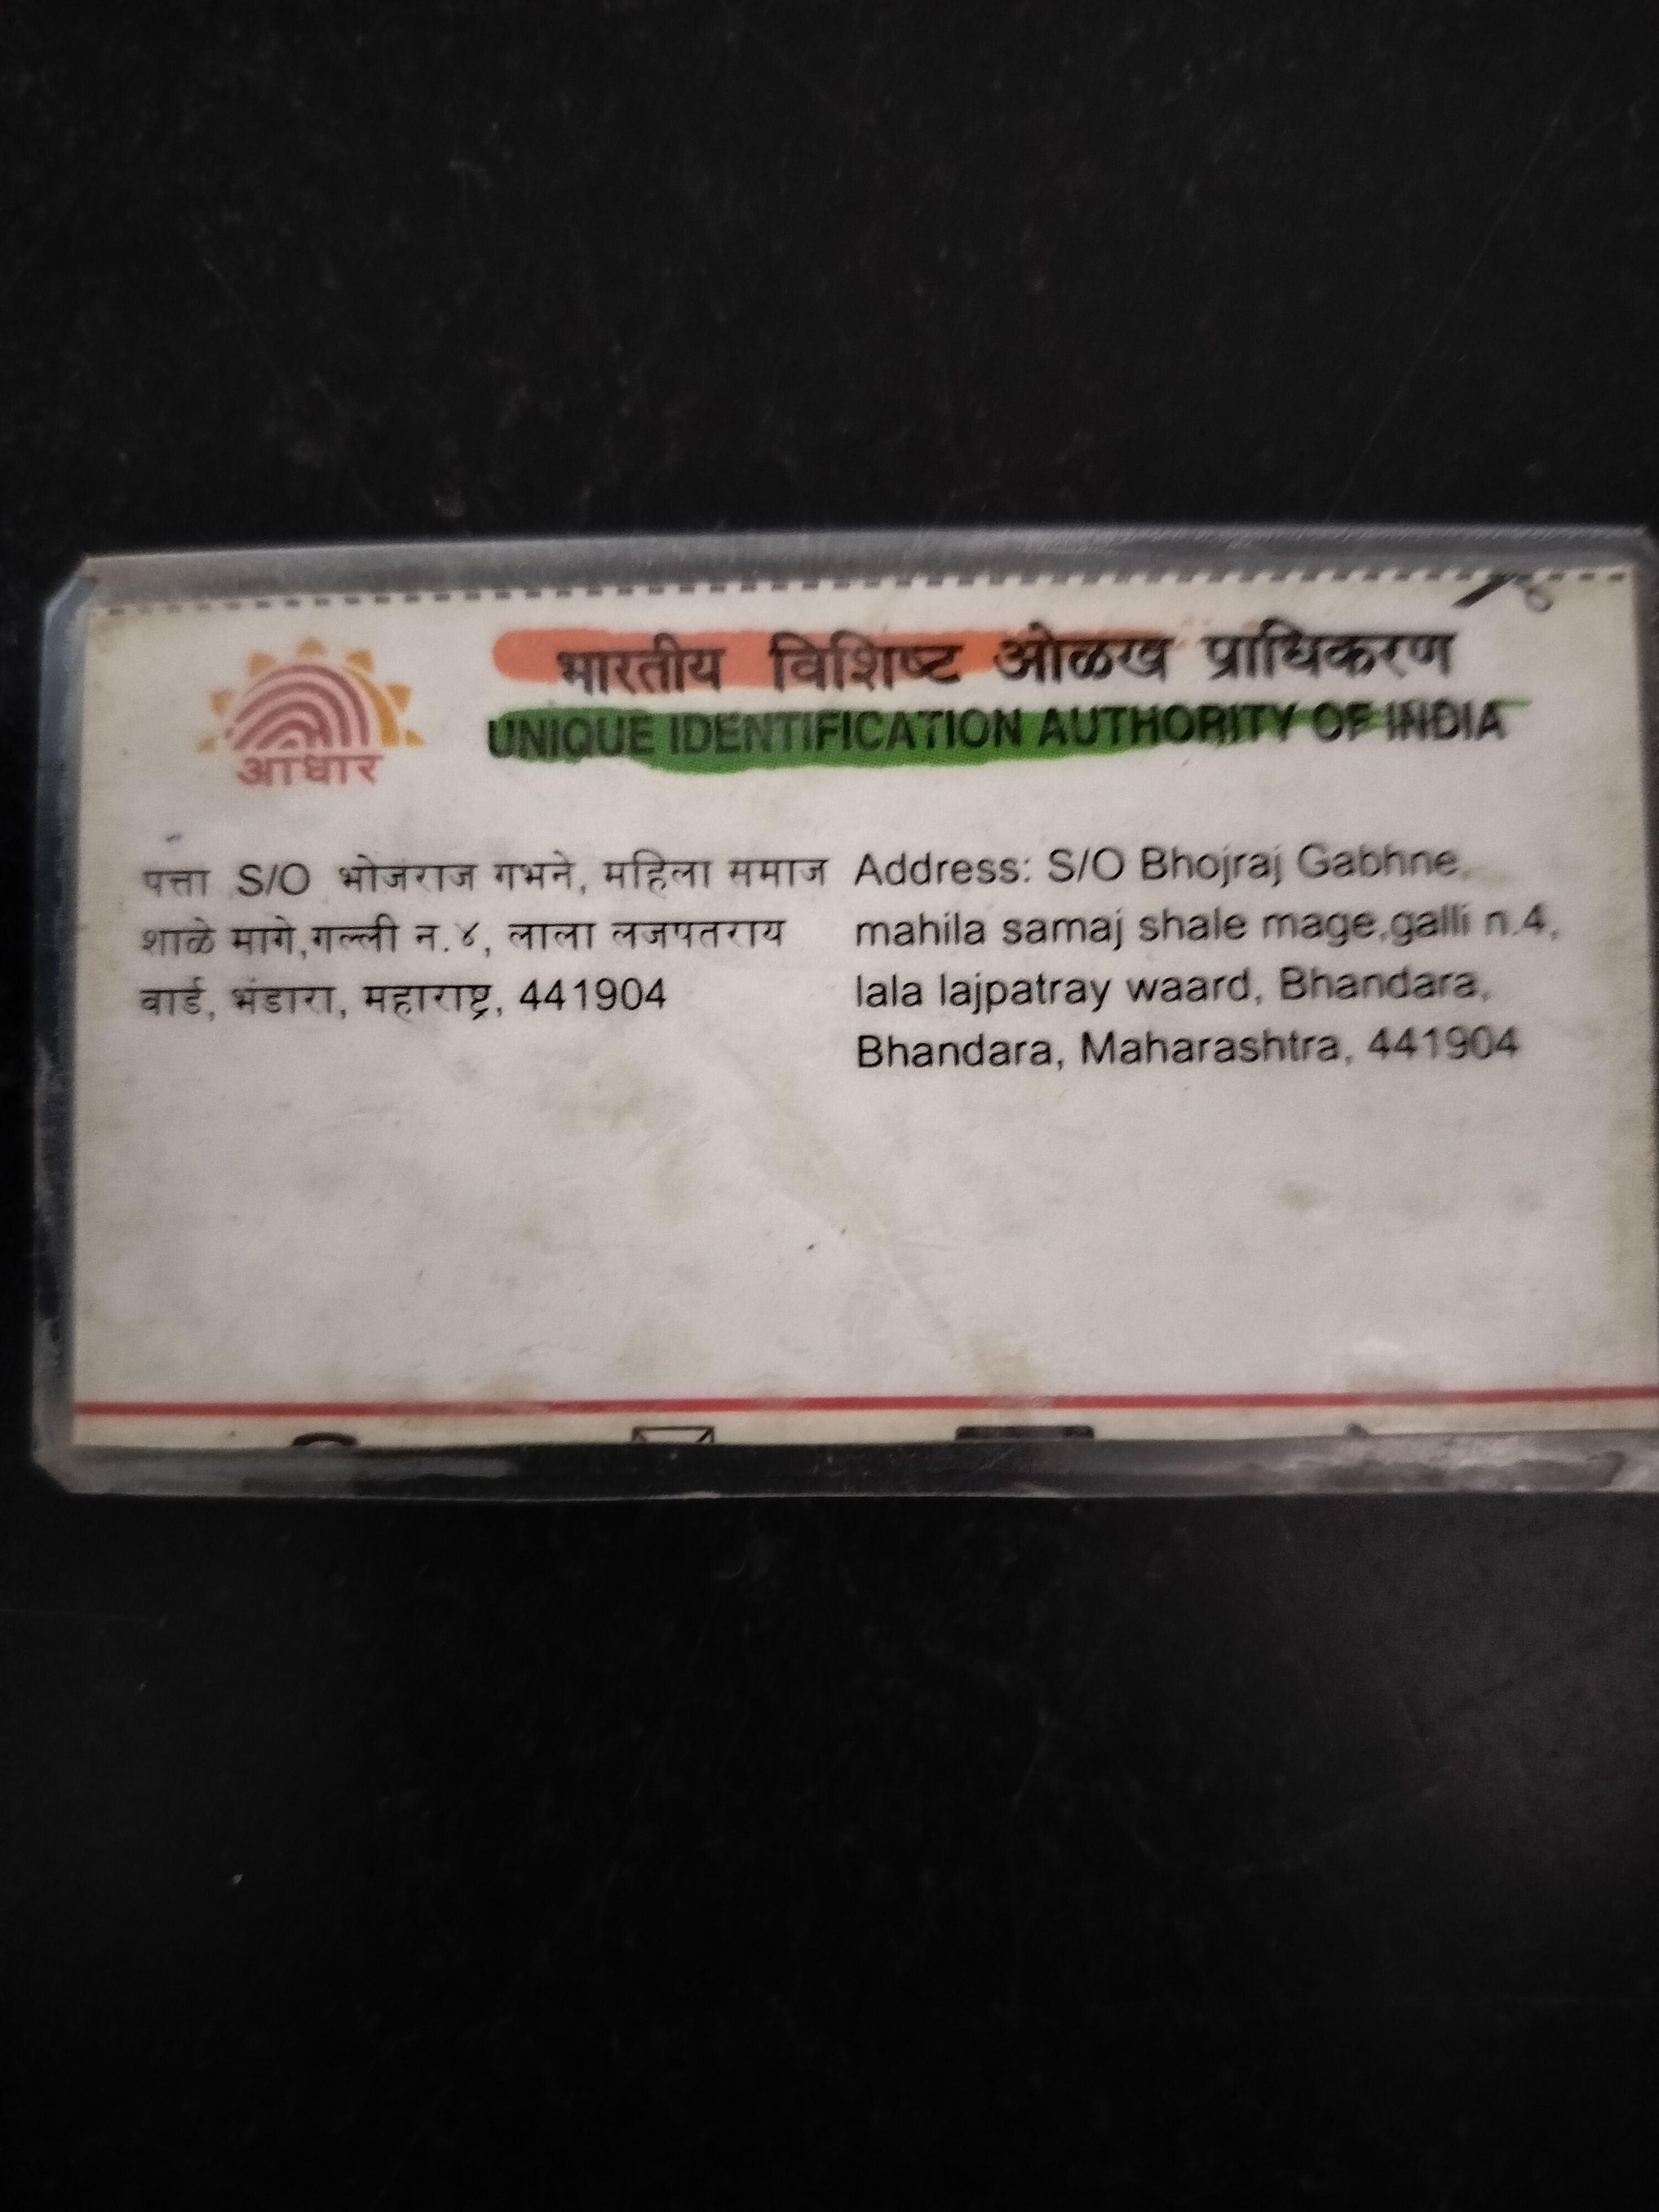 भारतीय विशिष्ट ओळख प्राधिकरण
UNIQUE IDENTIFICATION AUTHORITY OF INDIA
आधार
पत्ता S/O भोजराज गभने, महिला समाज
शाळे मागे,गल्ली न.४, लाला लजपतराय
वार्ड, भंडारा, महाराष्ट्र, 441904
Address: S/O Bhojraj Gabhne,
mahila samaj shale mage,galli n.4,
lala lajpatray waard, Bhandara,
Bhandara, Maharashtra, 441904